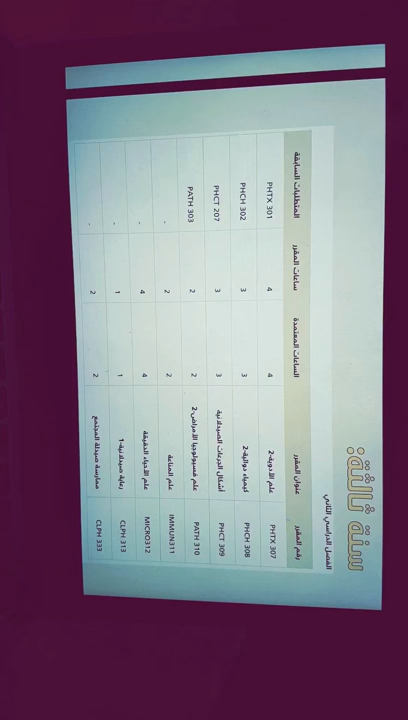 سنة ثالثة:
الفصل الدراسي الثاني
رقم المقرر عنوان المقرر الساعات المعتمدة ساعات المقرر المتطلبات السابقة
PHTX 307 علم الأدوية-2 4 4 PHTX 301
PHCH 308 كيمياء دوائية-2 3 3 PHCH 302
PHCT 309 أشكال الجرعات الصيدلانية 3 3 PHCT 207
PATH 310 علم فسيولوجيا الأمراض-2 2 2 PATH 303
IMMUN311 علم المناعة 2 2 -
MICRO312 علم الأحياء الدقيقة 4 4 -
CLPH 313 رعاية صيدلانية-1 1 1 -
CLPH 333 ممارسة صيدلة المجتمع 2 2 -